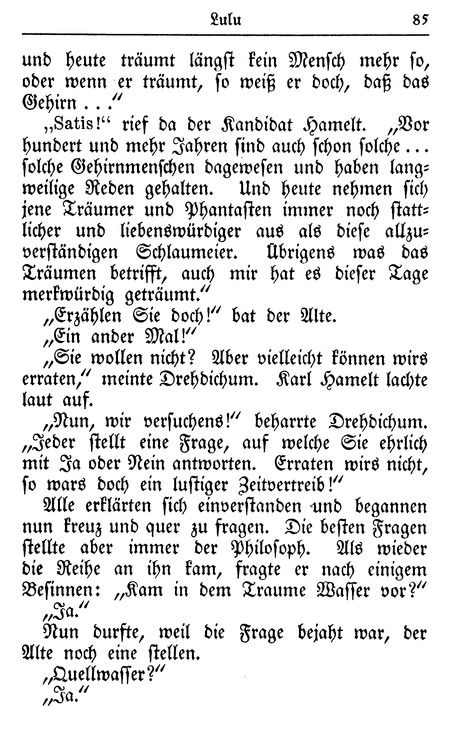 Lulu 85
und heute träumt längst kein Mensch mehr so,
oder wenn er träumt, so weiß er doch, daß das
Gehirn . . .“
„Satis!“ rief da der Kandidat Hamelt. „Vor
hundert und mehr Jahren sind auch schon solche ...
solche Gehirnmenschen dagewesen und haben lang-
weilige Reden gehalten. Und heute nehmen sich
jene Träumer und Phantasten immer noch statt-
licher und liebenswürdiger aus als diese allzu-
verständigen Schlaumeier. Übrigens was das
Träumen betrifft, auch mir hat es dieser Tage
merkwürdig geträumt.“
„Erzählen Sie doch!“ bat der Alte.
„Ein ander Mal!“
„Sie wollen nicht? Aber vielleicht können wirs
erraten,“ meinte Drehdichum. Karl Hamelt lachte
laut auf.
„Nun, wir versuchens!“ beharrte Drehdichum.
„Jeder stellt eine Frage, auf welche Sie ehrlich
mit Ja oder Nein antworten. Erraten wirs nicht,
so wars doch ein lustiger Zeitvertreib!“
Alle erklärten sich einverstanden und begannen
nun kreuz und quer zu fragen. Die besten Fragen
stellte aber immer der Philosoph. Als wieder
die Reihe an ihn kam, fragte er nach einigem
Besinnen: „Kam in dem Traume Wasser vor?“
„Ja.“
Nun durfte, weil die Frage bejaht war, der
Alte noch eine stellen.
„Quellwasser?“
„Ja.“